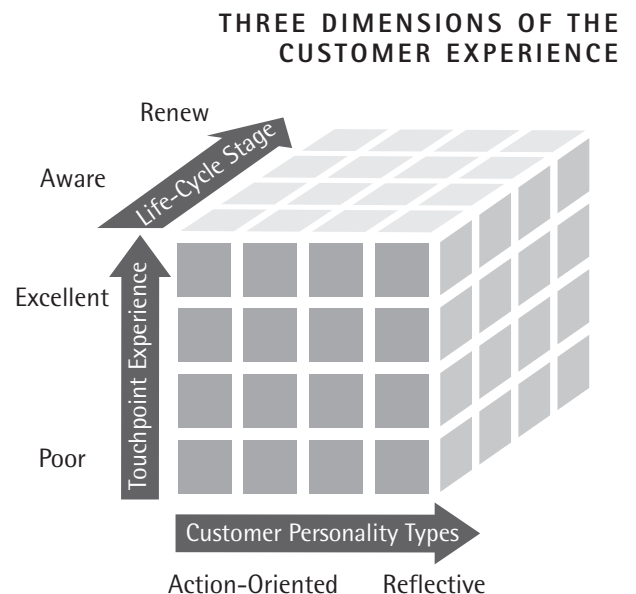 THREE DIMENSIONS OF THE
CUSTOMER EXPERIENCE
Renew
Life-Cycle Stage
Aware
Excellent
Touchpoint Experience
Poor
Customer Personality Types
Action-Oriented Reflective